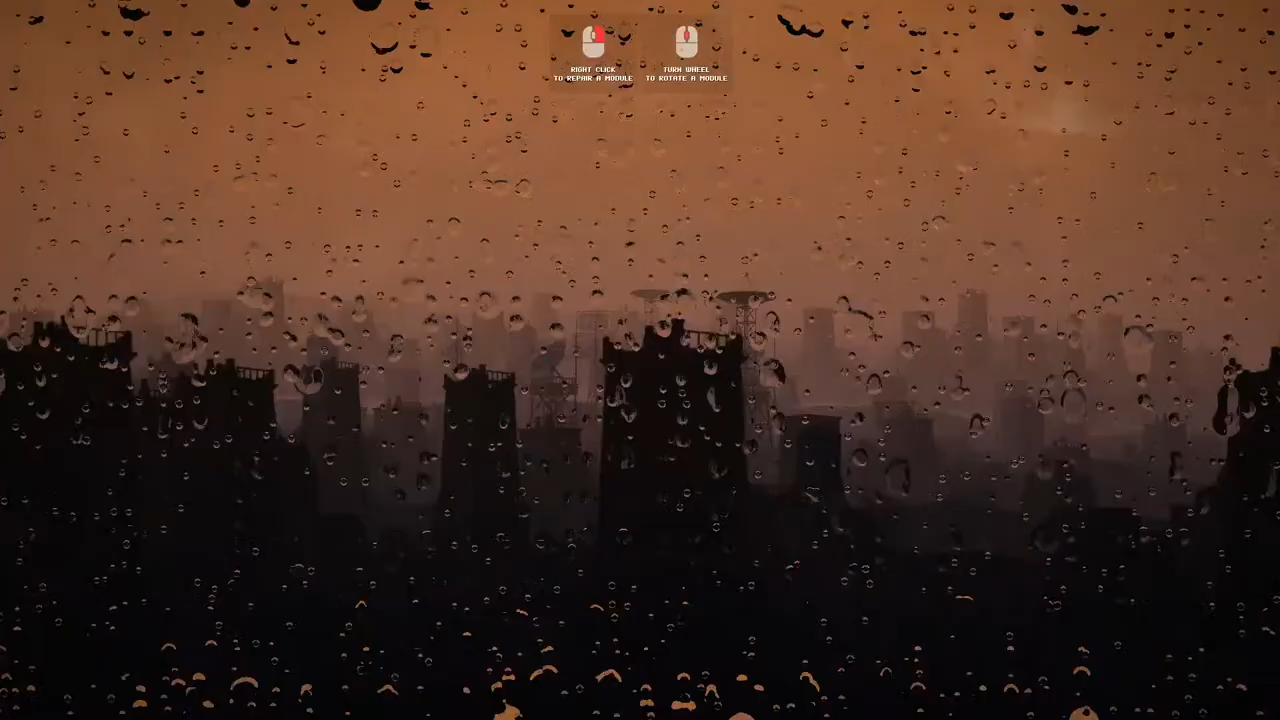 RIGHT CLICK
TO REPAIR A MODULE
TURN WHEEL
TO ROTATE A MODULE